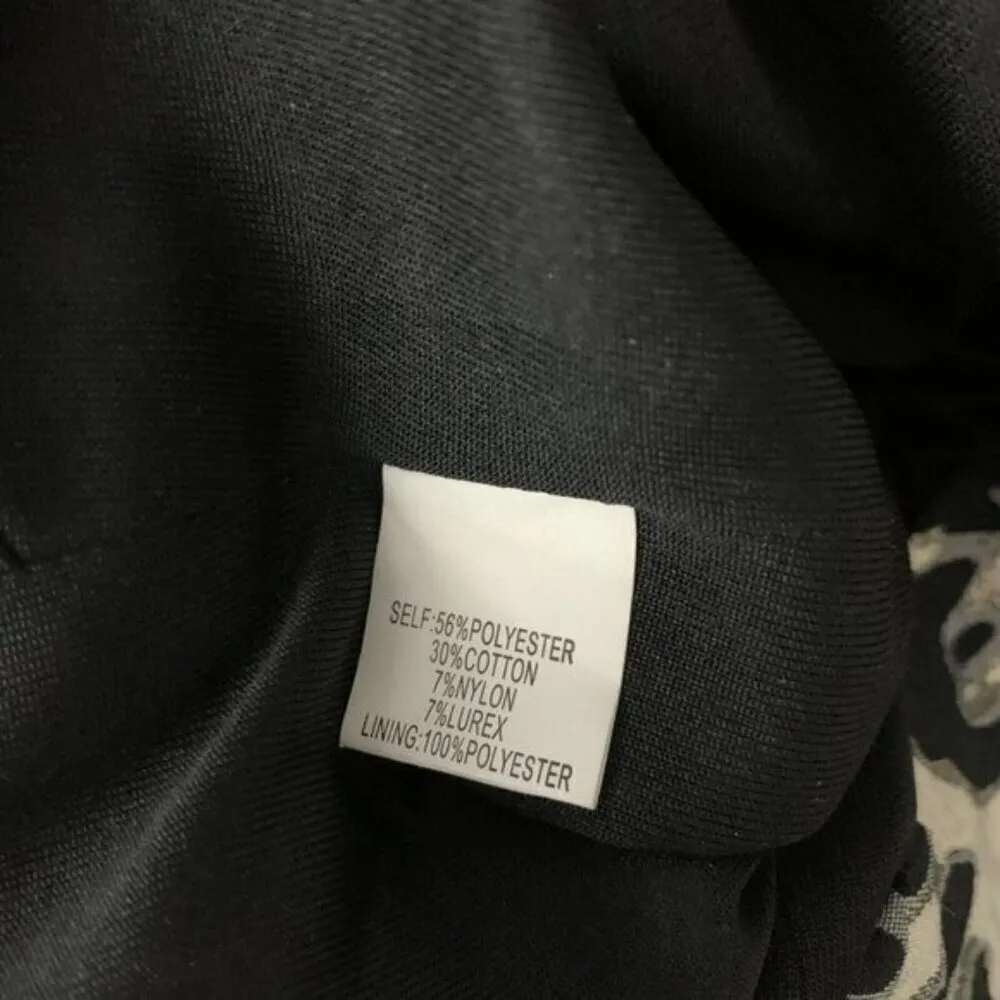 SELF:56%POLYESTER
30%COTTON
7%NYLON
7%LUREX
LINING:100%POLYESTER